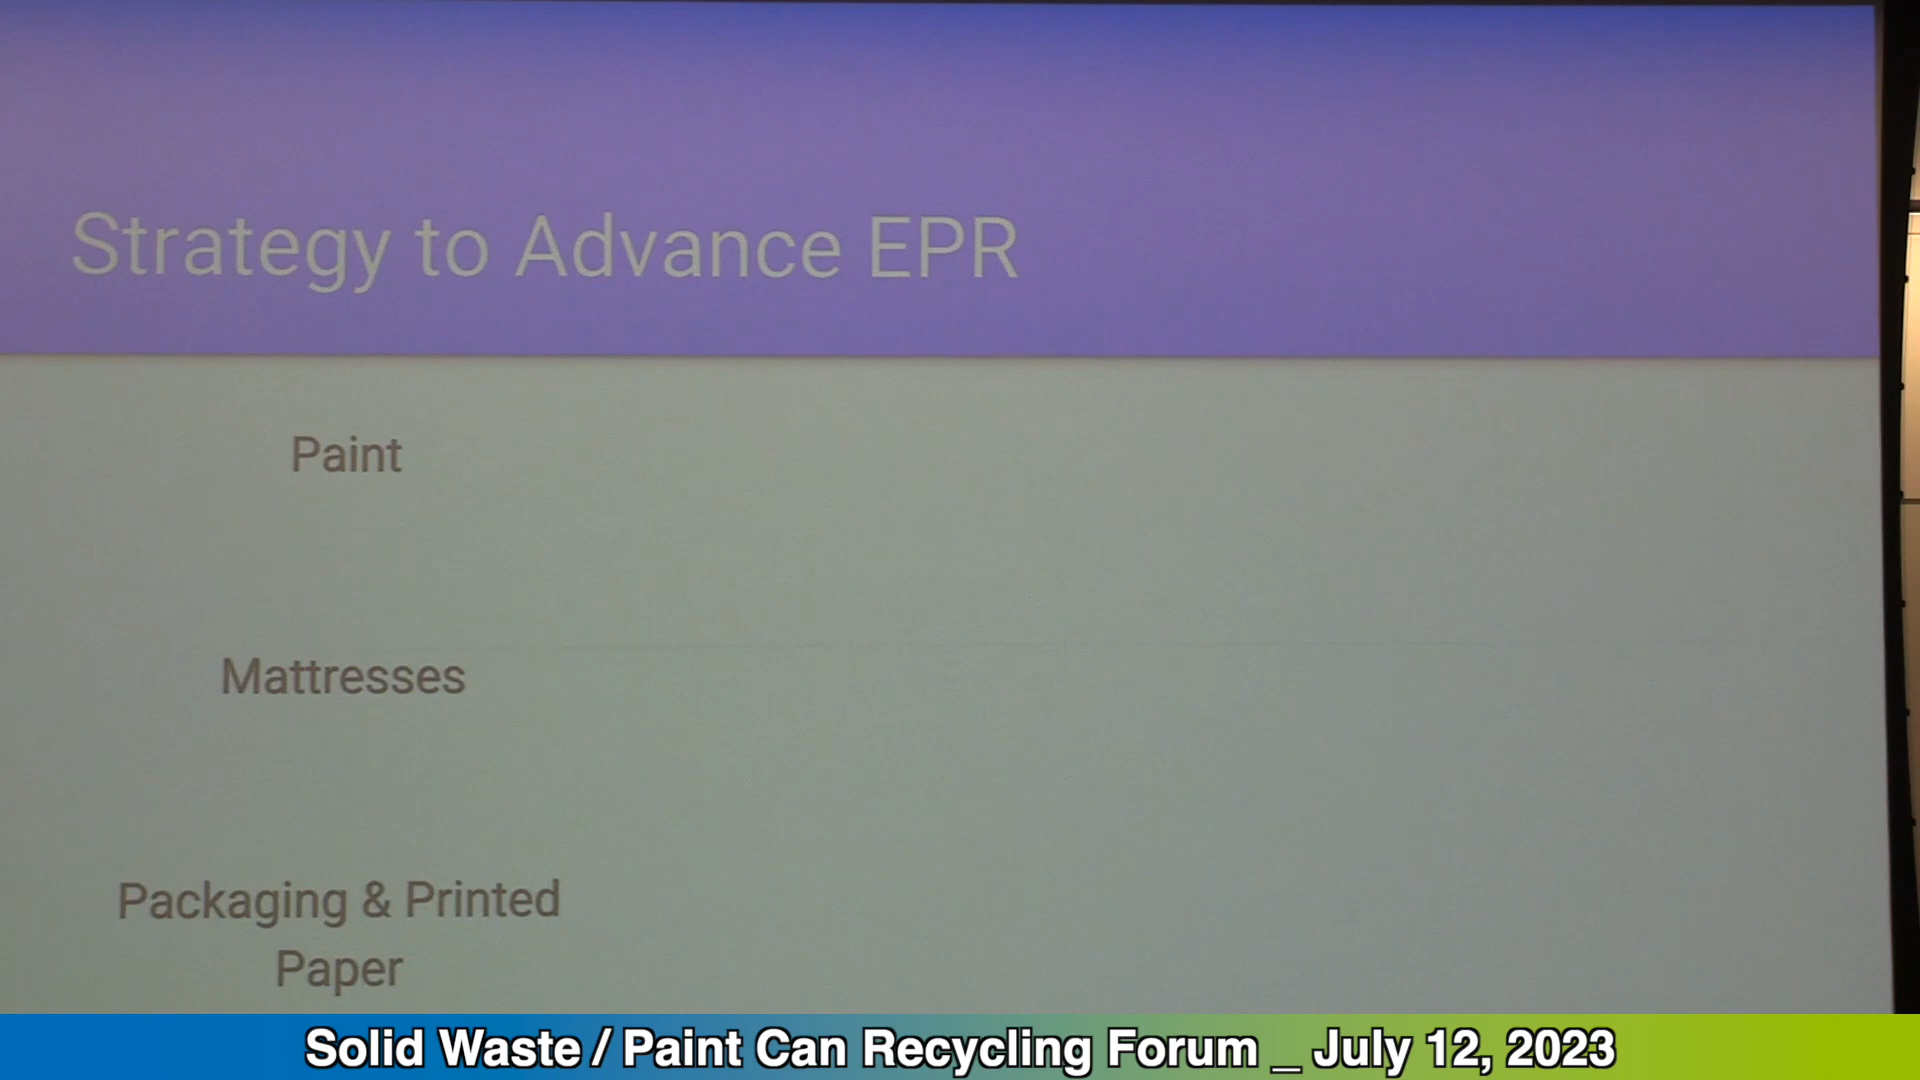 Strategy to Advance EPR
Paint
Mattresses
Packaging & Printed
Paper
Solid Waste / Paint Can Recycling Forum _ July 12, 2023